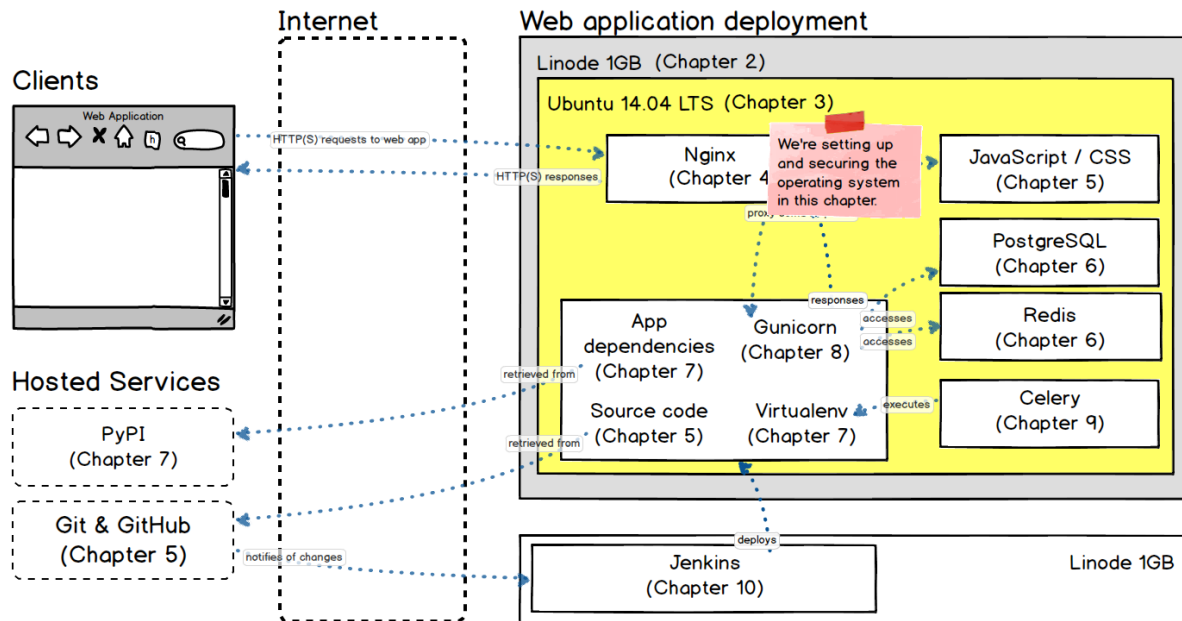 Internet
Web application deployment
Linode 1GB (Chapter 2)
Clients
Ubuntu 14.04 LTS (Chapter 3)
Web Application
HTTP(S) requests to web app
HTTP(S) responses
Nginx
(Chapter 4
We're setting up
and securing the
operating system
in this chapter.
JavaScript / CSS
(Chapter 5)
proxy
PostgreSQL
(Chapter 6)
responses
accesses
accesses
Redis
(Chapter 6)
App
dependencies
(Chapter 7)
Gunicorn
(Chapter 8)
Hosted Services
retrieved from
PyPI
(Chapter 7)
Source code
(Chapter 5)
Virtualenv
(Chapter 7)
executes
Celery
(Chapter 9)
retrieved from
Git & GitHub
(Chapter 5)
notifies of changes
deploys
Jenkins
(Chapter 10)
Linode 1GB